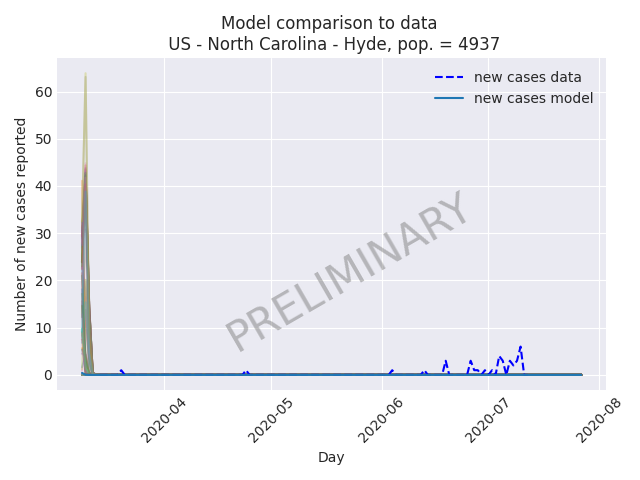 Model comparison to data
US - North Carolina - Hyde, pop. = 4937
new cases data
new cases model
Number of new cases reported
60
50
40
30
20
10
0
PRELIMINARY
2020-04
2020-05
2020-06
2020-07
2020-08
Day